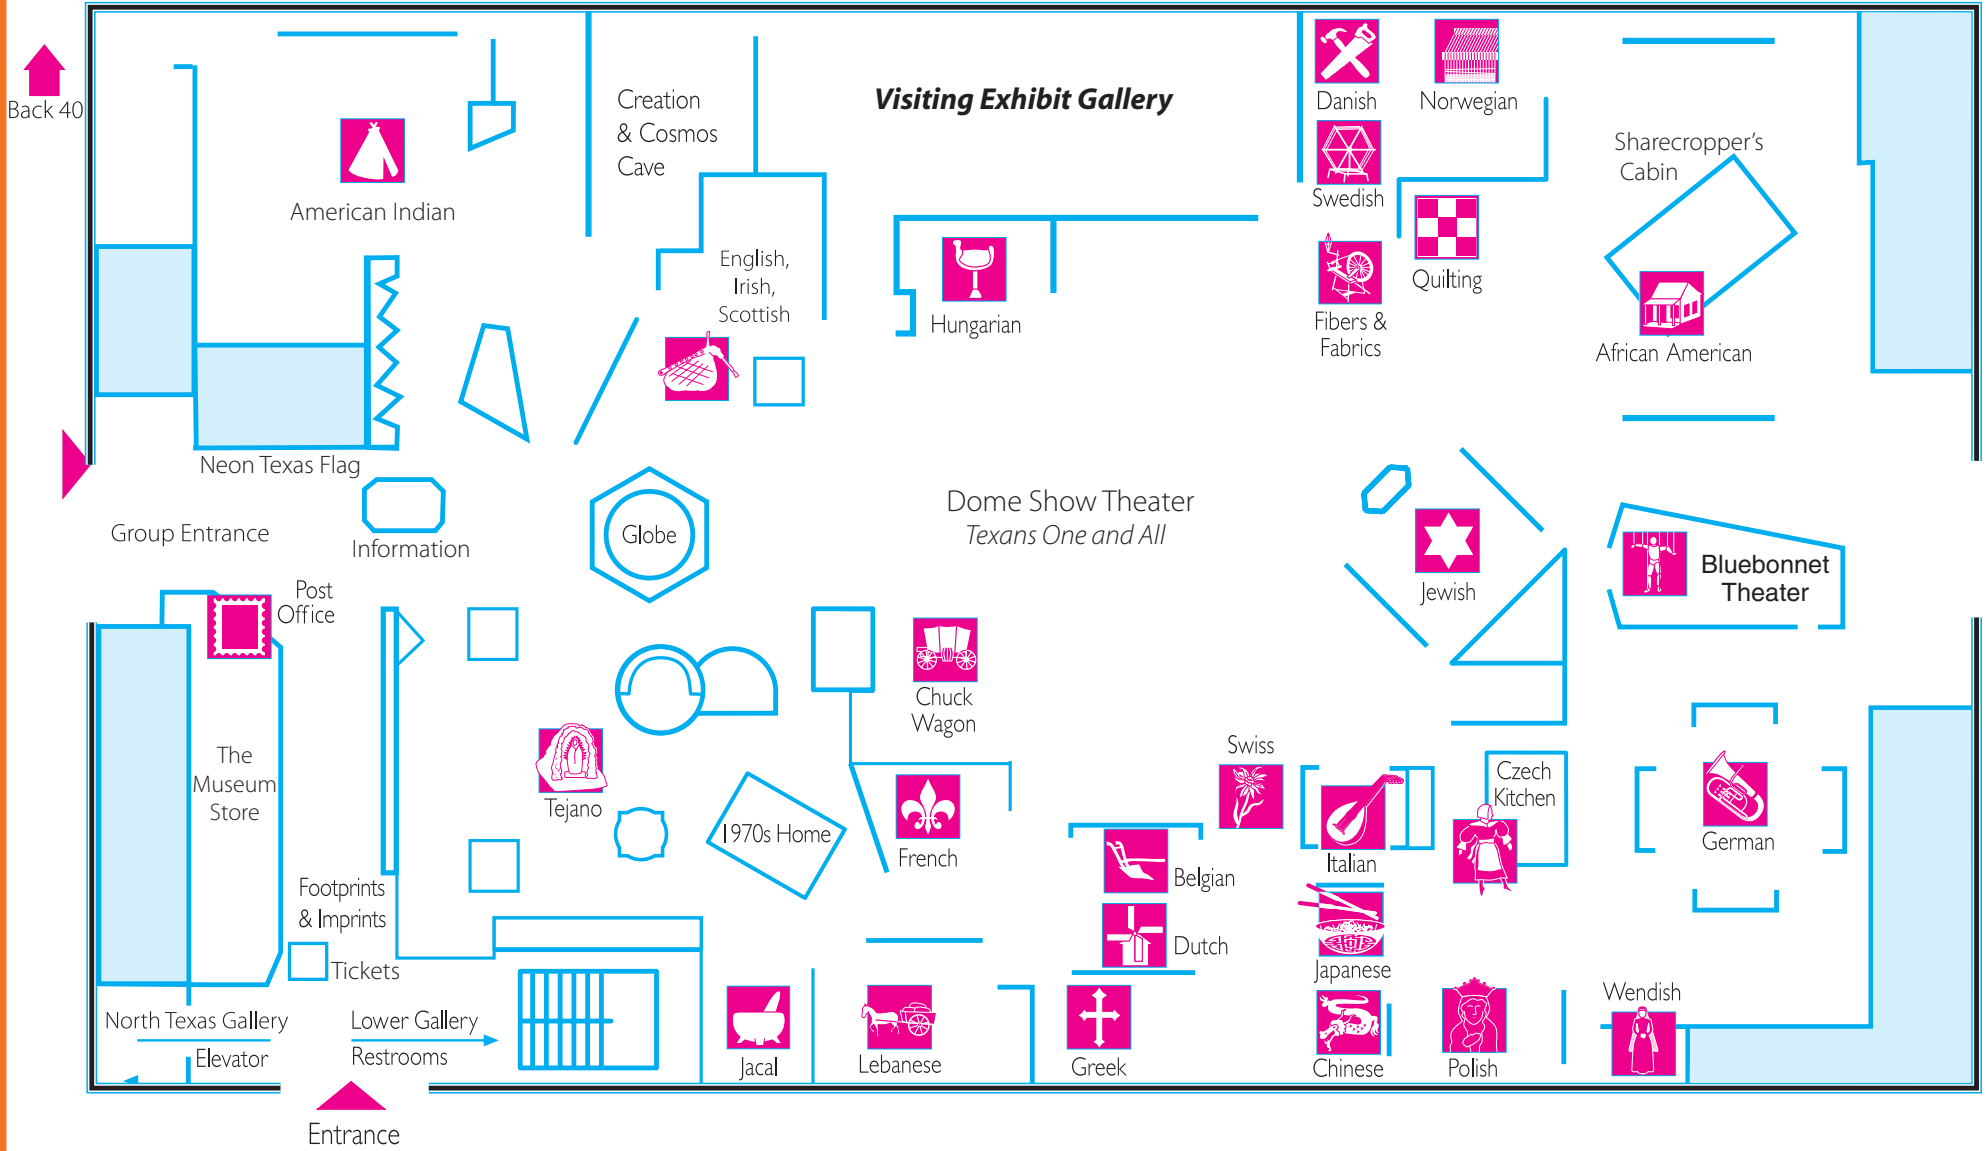 Back 40
American Indian
Creation
& Cosmos
Cave
Visiting Exhibit Gallery
Danish
Norwegian
Swedish
Quilting
Fibers &
Fabrics
Sharecropper's
Cabin
African American
English,
Irish,
Scottish
Hungarian
Neon Texas Flag
Group Entrance
Information
Globe
Dome Show Theater
Texans One and All
Jewish
Bluebonnet
Theater
Post
Office
The
Museum
Store
Tejano
1970s Home
Chuck
Wagon
French
Swiss
Italian
Czech
Kitchen
German
Belgian
Dutch
Japanese
Footprints
& Imprints
Tickets
North Texas Gallery
Elevator
Lower Gallery
Restrooms
Jacal
Lebanese
Greek
Chinese
Polish
Wendish
Entrance